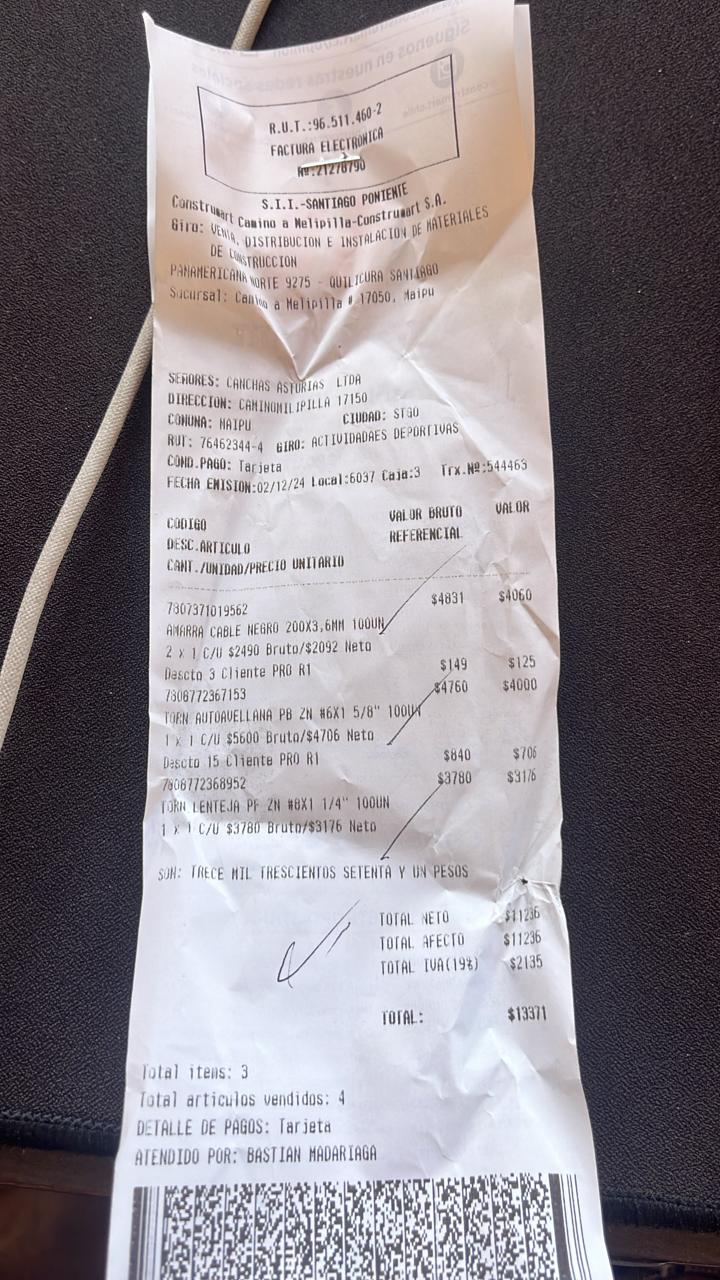 Síguenos en nuestras redes sociales
R.U.T.:96.511.460-2
FACTURA ELECTRONICA
Nº:21278790
S.I.I.-SANTIAGO PONIENTE
Construmart Camino a Melipilla-Construmart S.A.
Giro: VENTA, DISTRIBUCION E INSTALACION DE MATERIALES
DE CONSTRUCCION
PANAMERICANA NORTE 9275 - QUILICURA SANTIAGO
Sucursal: Camino a Melipilla # 17050, Maipu
SEÑORES: CANCHAS ASTURIAS LTDA
DIRECCION: CAMINOMILIPILLA 17150
COMUNA: MAIPU CIUDAD: STGO
RUT: 76462344-4 GIRO: ACTIVIDADAES DEPORTIVAS
COND.PAGO: Tarjeta
FECHA EMISION:02/12/24 Local:6037 Caja:3 Trx.Nº:544463
CODIGO VALOR BRUTO VALOR
DESC.ARTICULO REFERENCIAL
CANT./UNIDAD/PRECIO UNITARIO
7807371019562 $4831 $4060
AMARRA CABLE NEGRO 200X3,6MM 100UN
2 x 1 C/U $2490 Bruto/$2092 Neto
Descto 3 Cliente PRO R1 $149 $125
7808772367153 $4760 $4000
TORN AUTOAVELLANA PB ZN #6X1 5/8" 100UN
1 x 1 C/U $5600 Bruto/$4706 Neto
Descto 15 Cliente PRO R1 $840 $706
7808772368952 $3780 $3176
TORN LENTEJA PF ZN #8X1 1/4" 100UN
1 x 1 C/U $3780 Bruto/$3176 Neto
SON: TRECE MIL TRESCIENTOS SETENTA Y UN PESOS
TOTAL NETO $11236
TOTAL AFECTO $11236
TOTAL IVA(19%) $2135
TOTAL: $13371
Total items: 3
Total articulos vendidos: 4
DETALLE DE PAGOS: Tarjeta
ATENDIDO POR: BASTIAN MADARIAGA